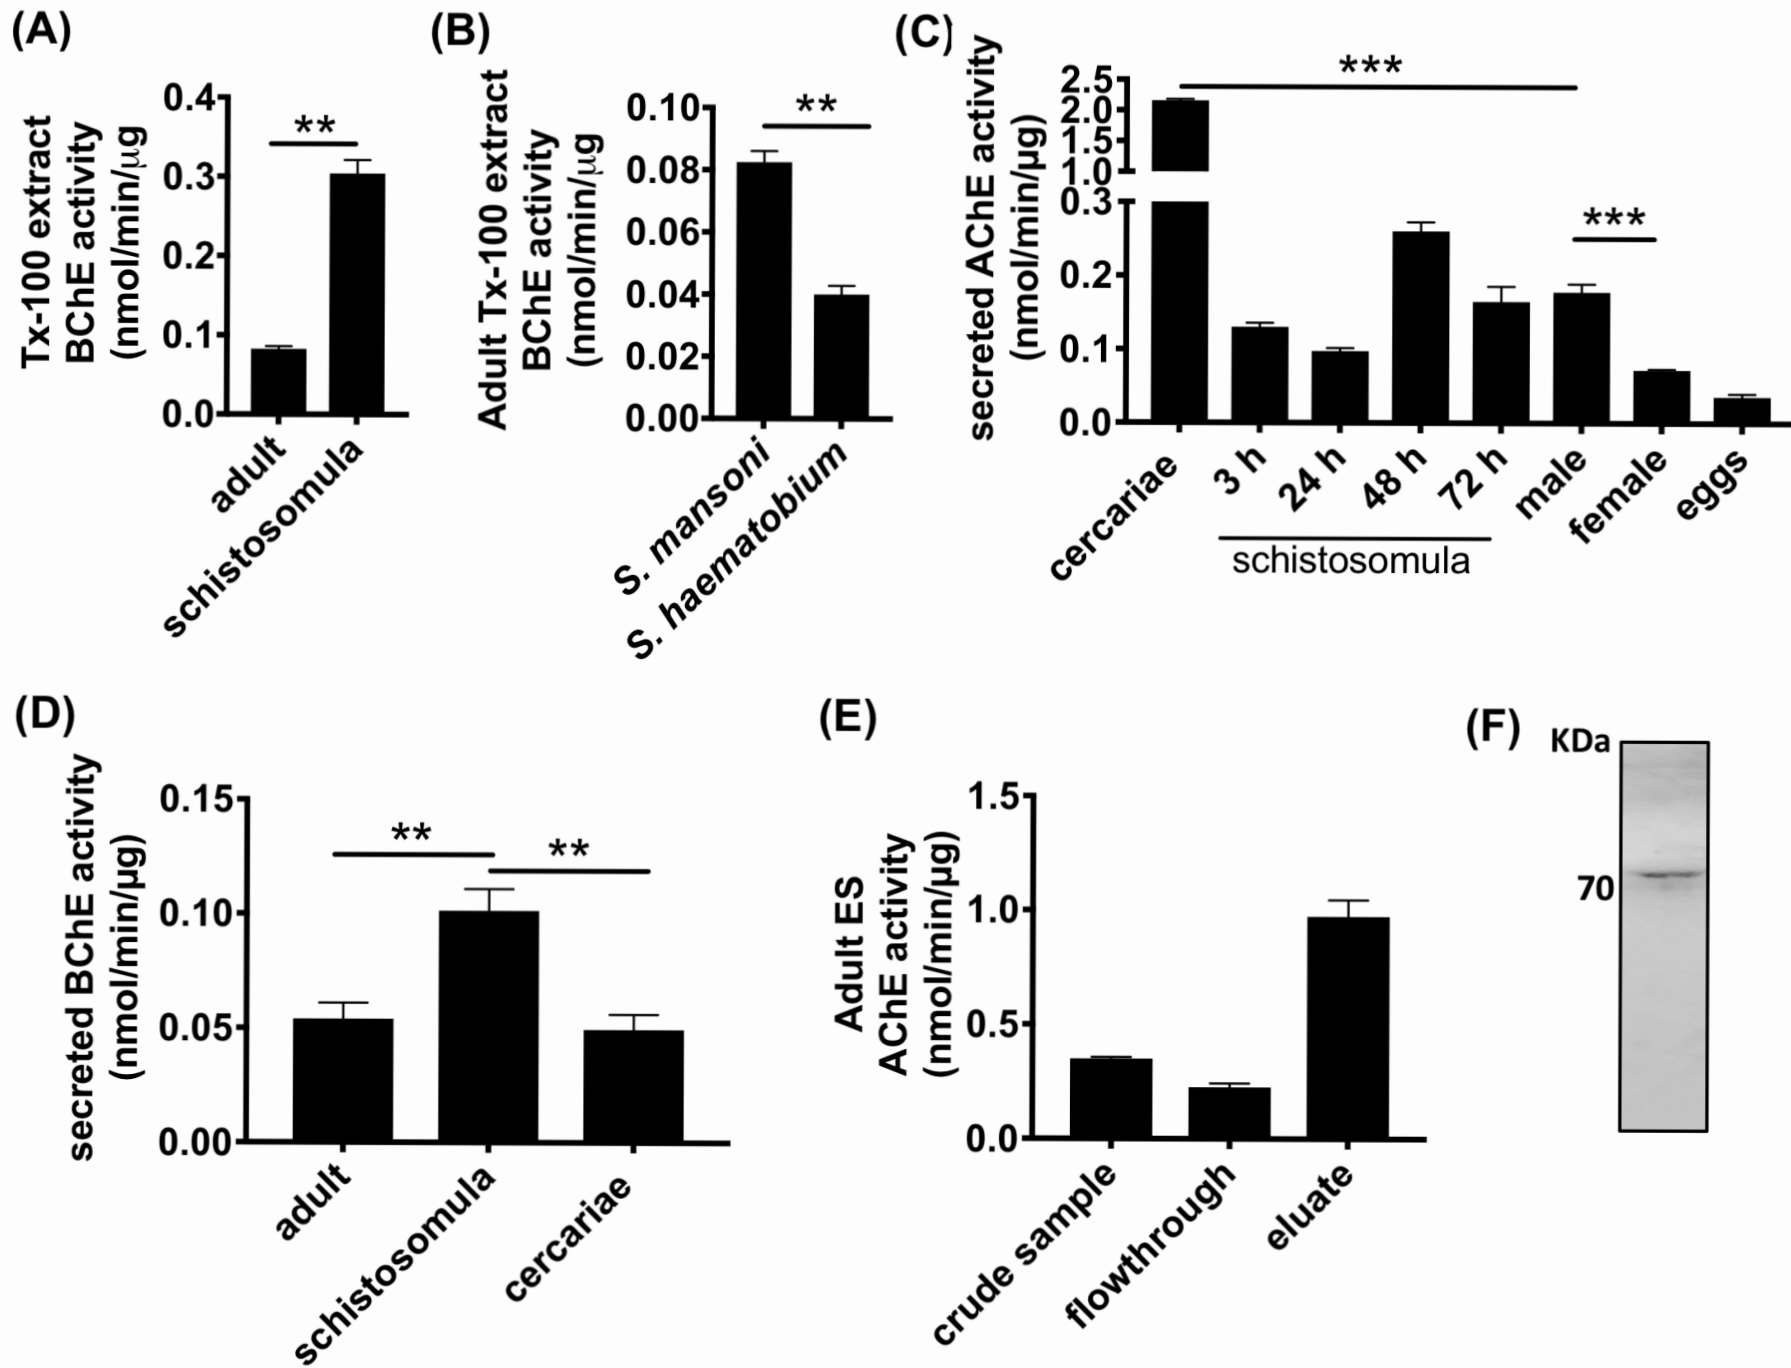 (A)
Tx-100 extract
BChE activity
(nmol/min/µg
0.4
0.3
0.2
0.1
0.0
**
adult
schistosomula
(B)
Adult Tx-100 extract
BChE activity
(nmol/min/µg
0.10
0.08
0.06
0.04
0.02
0.00
**
S. mansoni
S. haematobium
(C)
secreted AChE activity
(nmol/min/µg)
2.5
2.0
1.5
1.0
0.3
0.2
0.1
0.0
***
***
cercariae
3 h
24 h
48 h
72 h
male
female
eggs
schistosomula
(D)
secreted BChE activity
(nmol/min/µg)
0.15
0.10
0.05
0.00
**
**
adult
schistosomula
cercariae
(E)
Adult ES
AChE activity
(nmol/min/µg)
1.5
1.0
0.5
0.0
crude sample
flowthrough
eluate
(F)
KDa
70